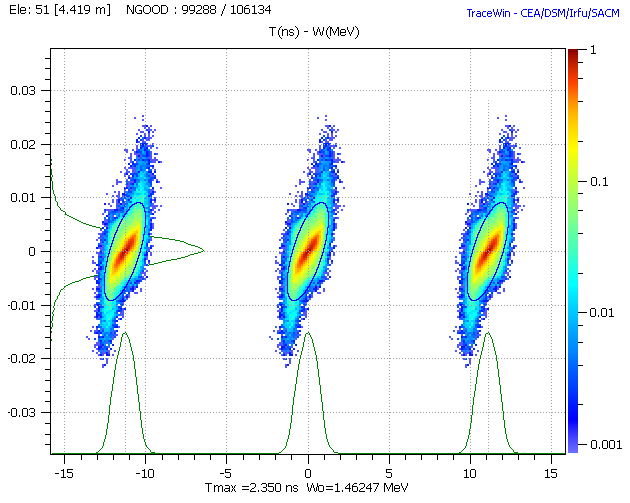 Ele: 51 [4.419 m] NGOOD : 99288 / 106134
TraceWin - CEA/DSM/Irfu/SACM
T(ns) - W(MeV)
1
0.03
0.02
0.1
0.01
0
-0.01
0.01
-0.02
-0.03
0.001
-15 -10 -5 0 5 10 15
Tmax =2.350 ns Wo=1.46247 MeV